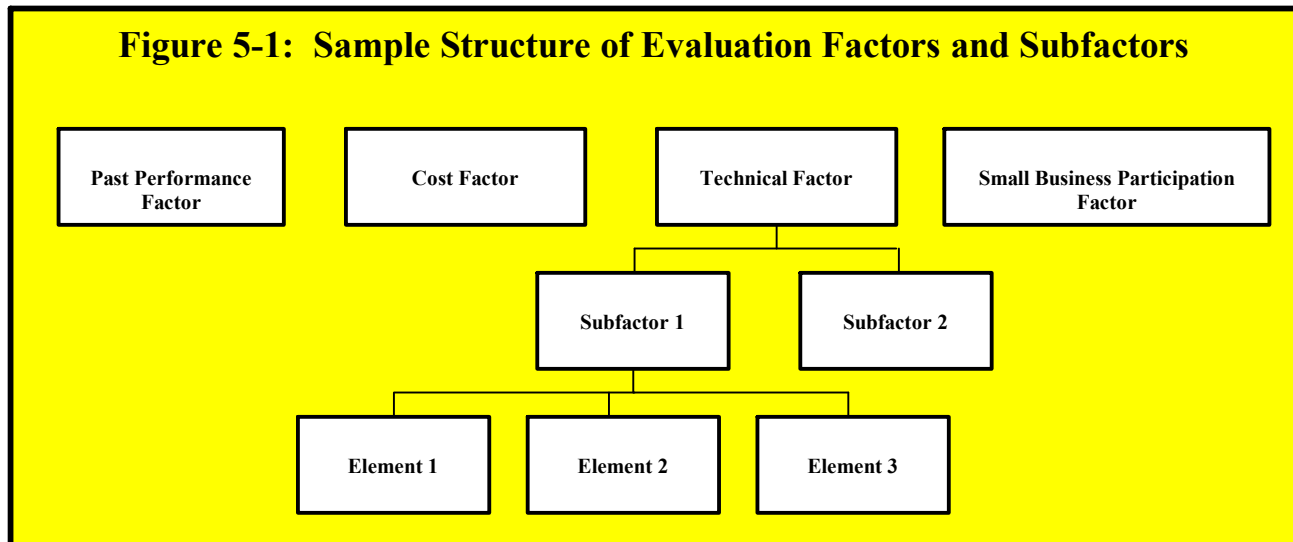 Figure 5-1:  Sample Structure of Evaluation Factors and Subfactors
Past Performance
Factor
Cost Factor
Technical Factor
Small Business Participation
Factor
Subfactor 1
Subfactor 2
Element 1
Element 2
Element 3